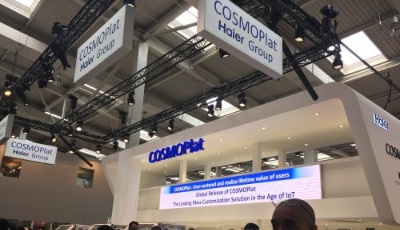 COSMOPlat
Haier Group
COSMOPlat
Haier Group
COSMOPlat
Haier Group
COSMOPlat
COSMOPlat : User-centered and realize lifetime value of users
Global Release of COSMOPlat
The Leading Mass Customization Solution in the Age of IoT
Haier
COSMOPlat